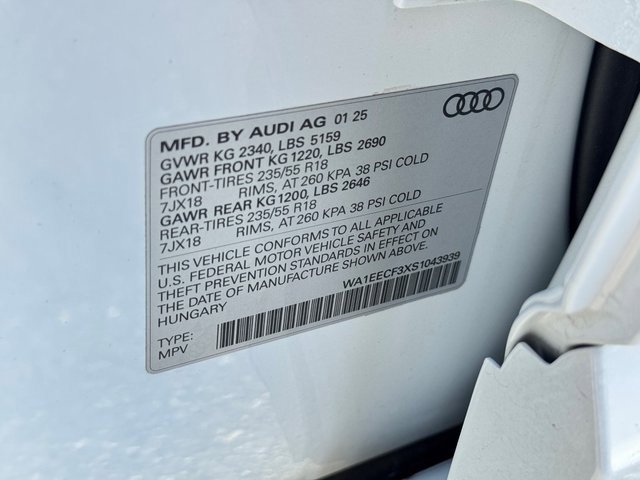 MFD. BY AUDI AG 01 25
GVWR KG 2340, LBS 5159
GAWR FRONT KG 1220, LBS 2690
FRONT-TIRES 235/55 R18
7JX18 RIMS, AT 260 KPA 38 PSI COLD
GAWR REAR KG1200, LBS 2646
REAR-TIRES 235/55 R18
7JX18 RIMS, AT 260 KPA 38 PSI COLD
THIS VEHICLE CONFORMS TO ALL APPLICABLE
U.S. FEDERAL MOTOR VEHICLE SAFETY AND
THEFT PREVENTION STANDARDS IN EFFECT ON
THE DATE OF MANUFACTURE SHOWN ABOVE.
HUNGARY WA1EECF3XS1043939
TYPE:
MPV